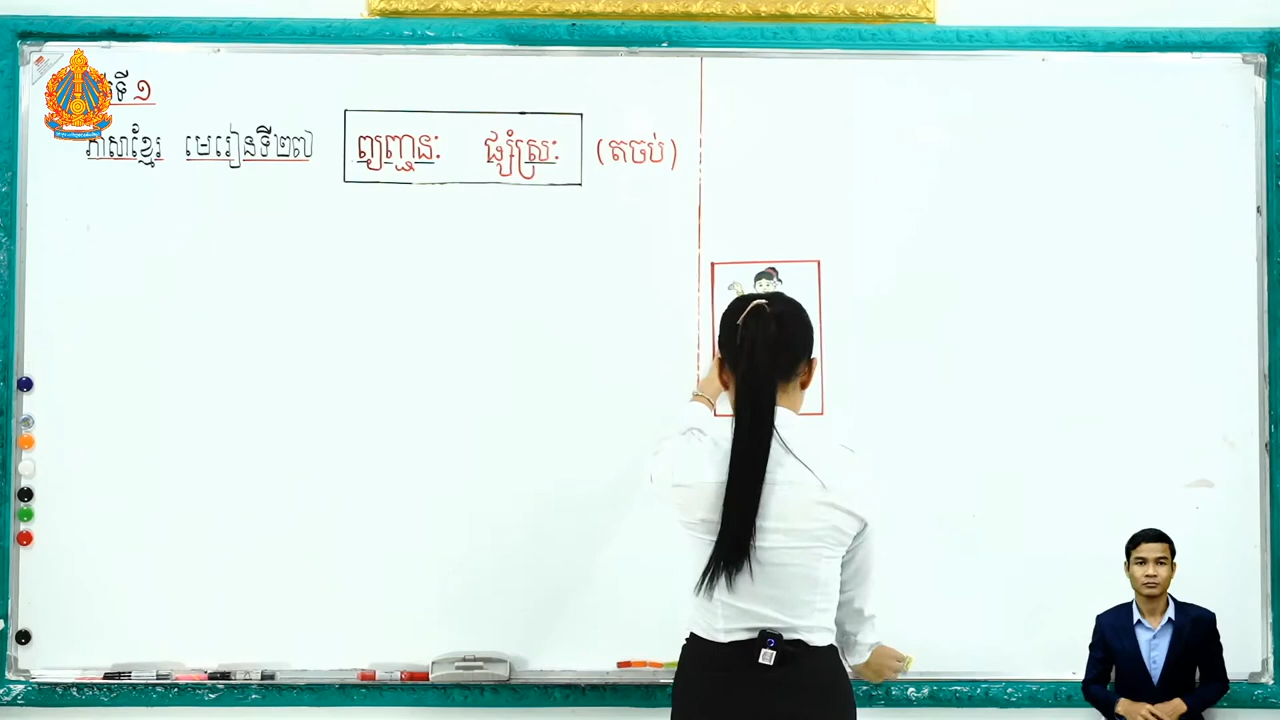 ទី ១
ភាសាខ្មែរ មេរៀនទី២៧ ព្យញ្ជនៈ ផ្សំស្រៈ (តចប់)